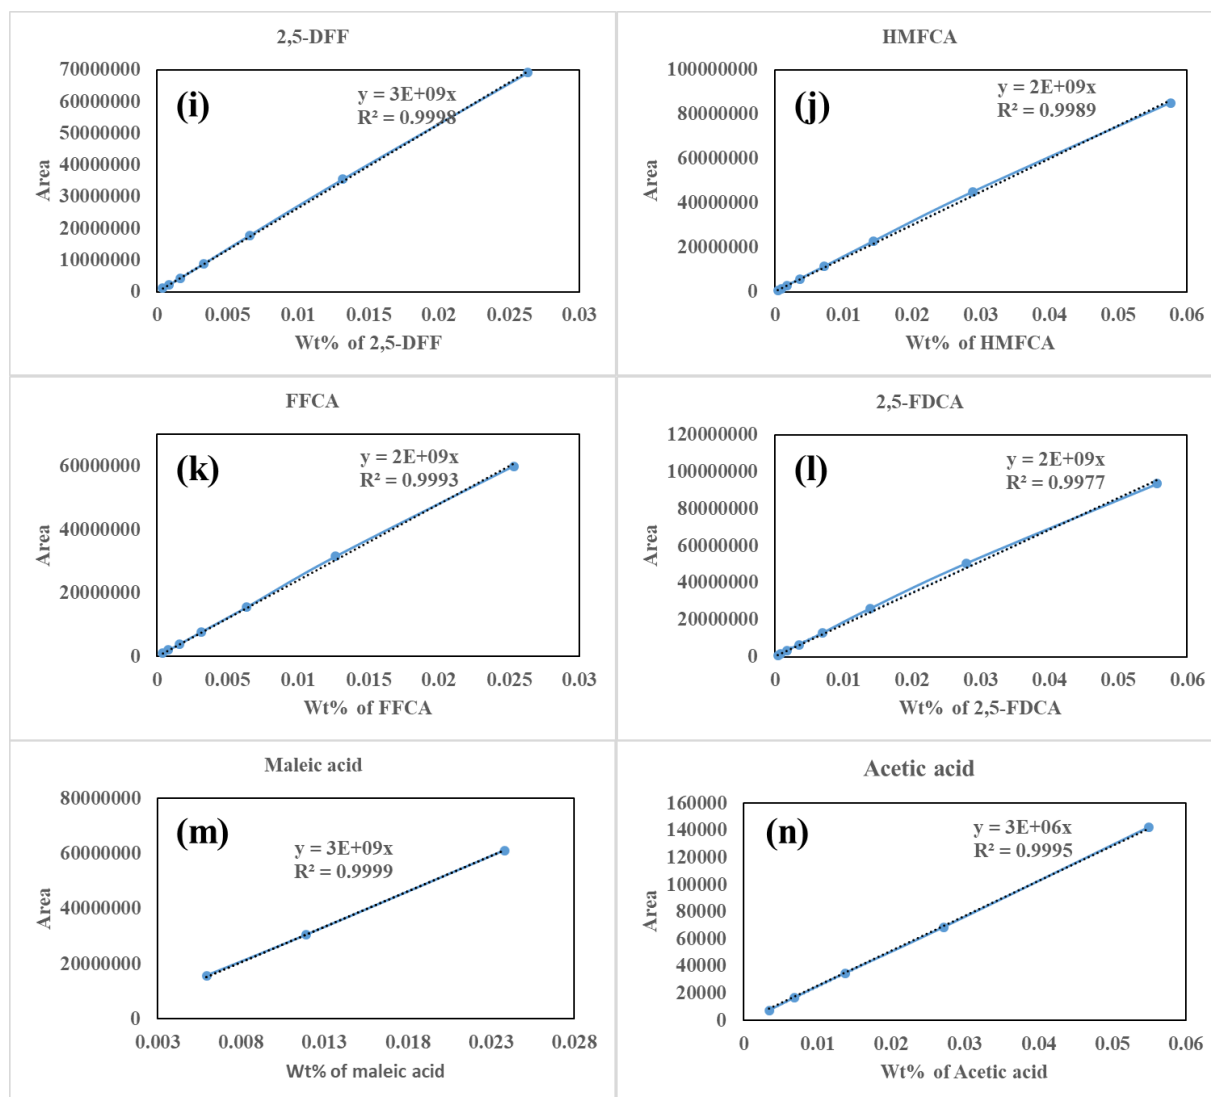 2,5-DFF
(i)
y = 3E+09x
R² = 0.9998
70000000
60000000
50000000
40000000
30000000
20000000
10000000
0
Area
0 0.005 0.01 0.015 0.02 0.025 0.03
Wt% of 2,5-DFF
HMFCA
(j)
y = 2E+09x
R² = 0.9989
100000000
80000000
60000000
40000000
20000000
0
Area
0 0.01 0.02 0.03 0.04 0.05 0.06
Wt% of HMFCA
FFCA
(k)
y = 2E+09x
R² = 0.9993
60000000
40000000
20000000
0
Area
0 0.005 0.01 0.015 0.02 0.025 0.03
Wt% of FFCA
2,5-FDCA
(l)
y = 2E+09x
R² = 0.9977
120000000
100000000
80000000
60000000
40000000
20000000
0
Area
0 0.01 0.02 0.03 0.04 0.05 0.06
Wt% of 2,5-FDCA
Maleic acid
(m)
y = 3E+09x
R² = 0.9999
80000000
60000000
40000000
20000000
0
Area
0.003 0.008 0.013 0.018 0.023 0.028
Wt% of maleic acid
Acetic acid
(n)
y = 3E+06x
R² = 0.9995
160000
140000
120000
100000
80000
60000
40000
20000
0
Area
0 0.01 0.02 0.03 0.04 0.05 0.06
Wt% of Acetic acid